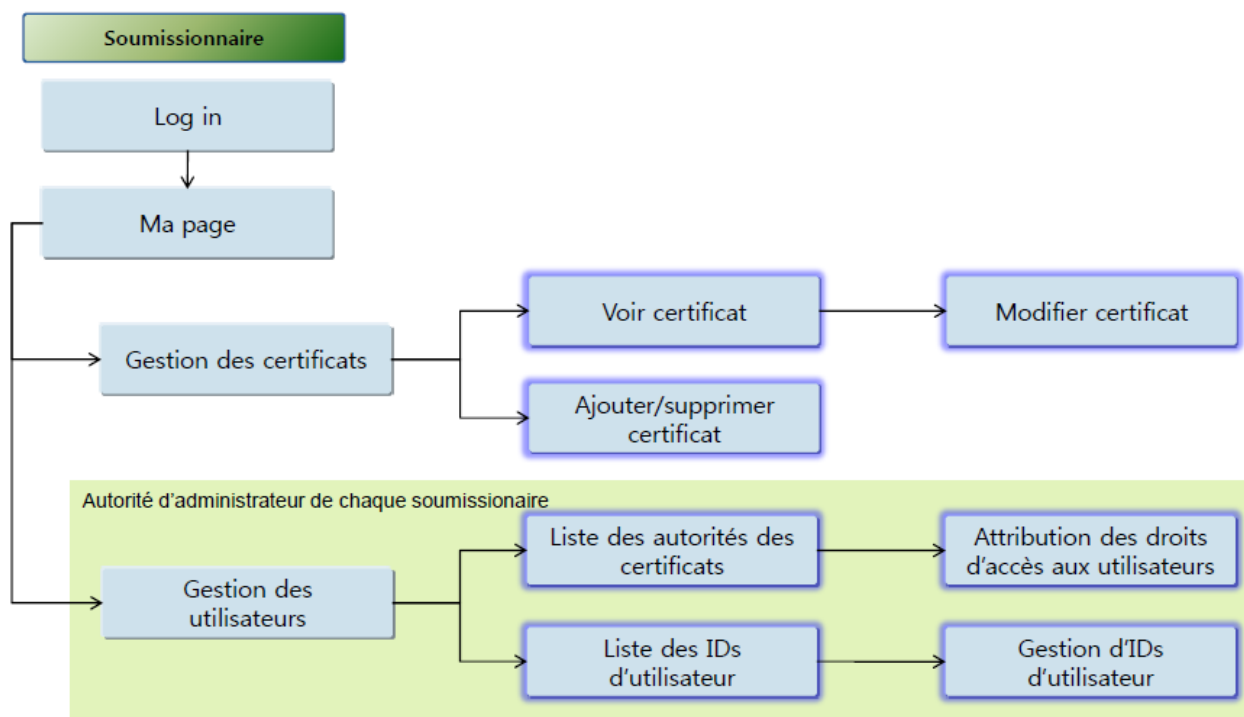 Soumissionnaire
Log in
Ma page
Voir certificat
Modifier certificat
Gestion des certificats
Ajouter/supprimer
certificat
Autorité d’administrateur de chaque soumissionaire
Liste des autorités des
certificats
Attribution des droits
d’accès aux utilisateurs
Gestion des
utilisateurs
Liste des IDs
d’utilisateur
Gestion d’IDs
d’utilisateur